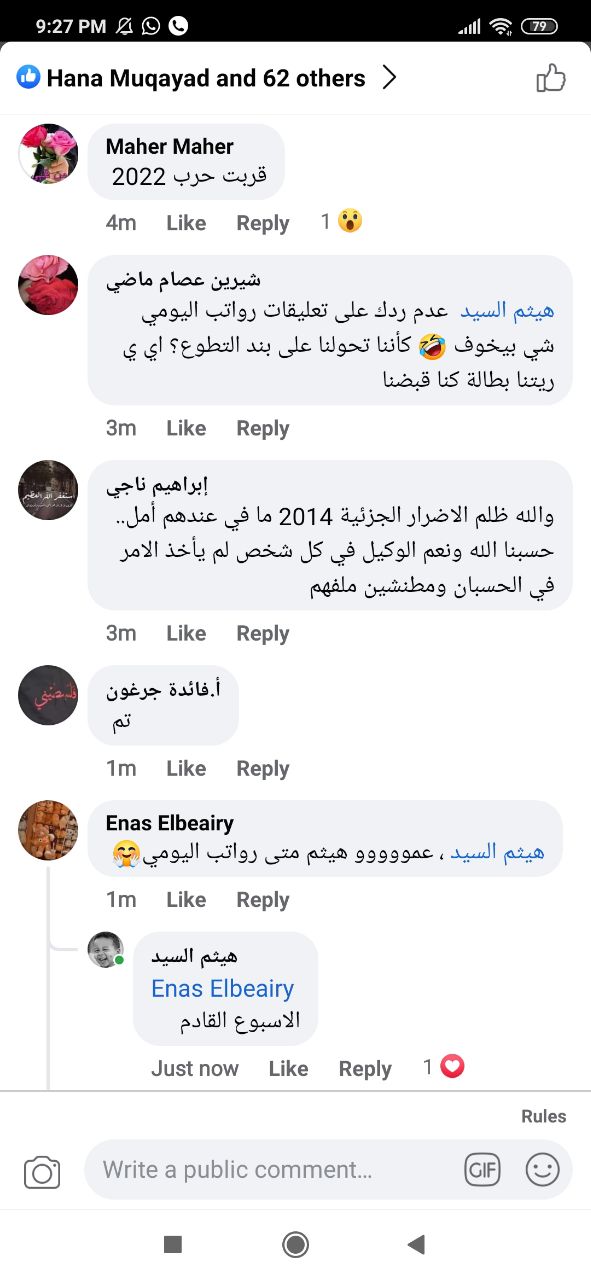 9:27 PM
79
Hana Muqayad and 62 others
Maher Maher
قربت حرب 2022
4m Like Reply 1 😮
شيرين عصام ماضي
هيثم السيد عدم ردك على تعليقات رواتب اليومي
شي بيخوف 🤣 كأننا تحولنا على بند التطوع؟ اي ي
ريتنا بطالة كنا قبضنا
3m Like Reply
استغفر الله العظيم
إبراهيم ناجي
والله ظلم الاضرار الجزئية 2014 ما في عندهم أمل..
حسبنا الله ونعم الوكيل في كل شخص لم يأخذ الامر
في الحسبان ومطنشين ملفهم
3m Like Reply
أ.فائدة جرغون
تم
1m Like Reply
Enas Elbeairy
هيثم السيد ، عمووووو هيثم متى رواتب اليومي🤗
1m Like Reply
هيثم السيد
Enas Elbeairy
الاسبوع القادم
Just now Like Reply 1
Rules
Write a public comment...
GIF